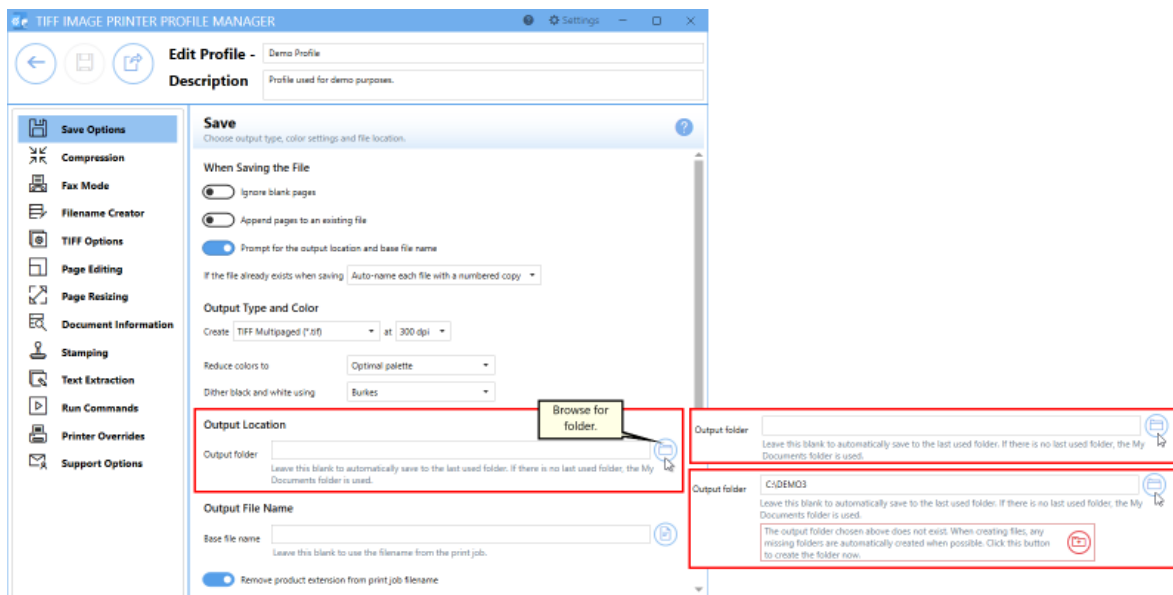 TIFF IMAGE PRINTER PROFILE MANAGER
Settings
Edit Profile - Demo Profile
Description Profile used for demo purposes.
Save Options
Compression
Fax Mode
Filename Creator
TIFF Options
Page Editing
Page Resizing
Document Information
Stamping
Text Extraction
Run Commands
Printer Overrides
Support Options
Save
Choose output type, color settings and file location.
When Saving the File
Ignore blank pages
Append pages to an existing file
Prompt for the output location and base file name
If the file already exists when saving Auto-name each file with a numbered copy
Output Type and Color
Create TIFF Multipaged (*.tif) at 300 dpi
Reduce colors to Optimal palette
Dither black and white using Burkes
Browse for
folder.
Output Location
Output folder
Leave this blank to automatically save to the last used folder. If there is no last used folder, the My
Documents folder is used.
Output File Name
Base file name
Leave this blank to use the filename from the print job.
Remove product extension from print job filename
Output folder
Leave this blank to automatically save to the last used folder. If there is no last used folder, the My
Documents folder is used.
Output folder C:\DEMO3
Leave this blank to automatically save to the last used folder. If there is no last used folder, the My
Documents folder is used.
The output folder chosen above does not exist. When creating files, any
missing folders are automatically created when possible. Click this button
to create the folder now.